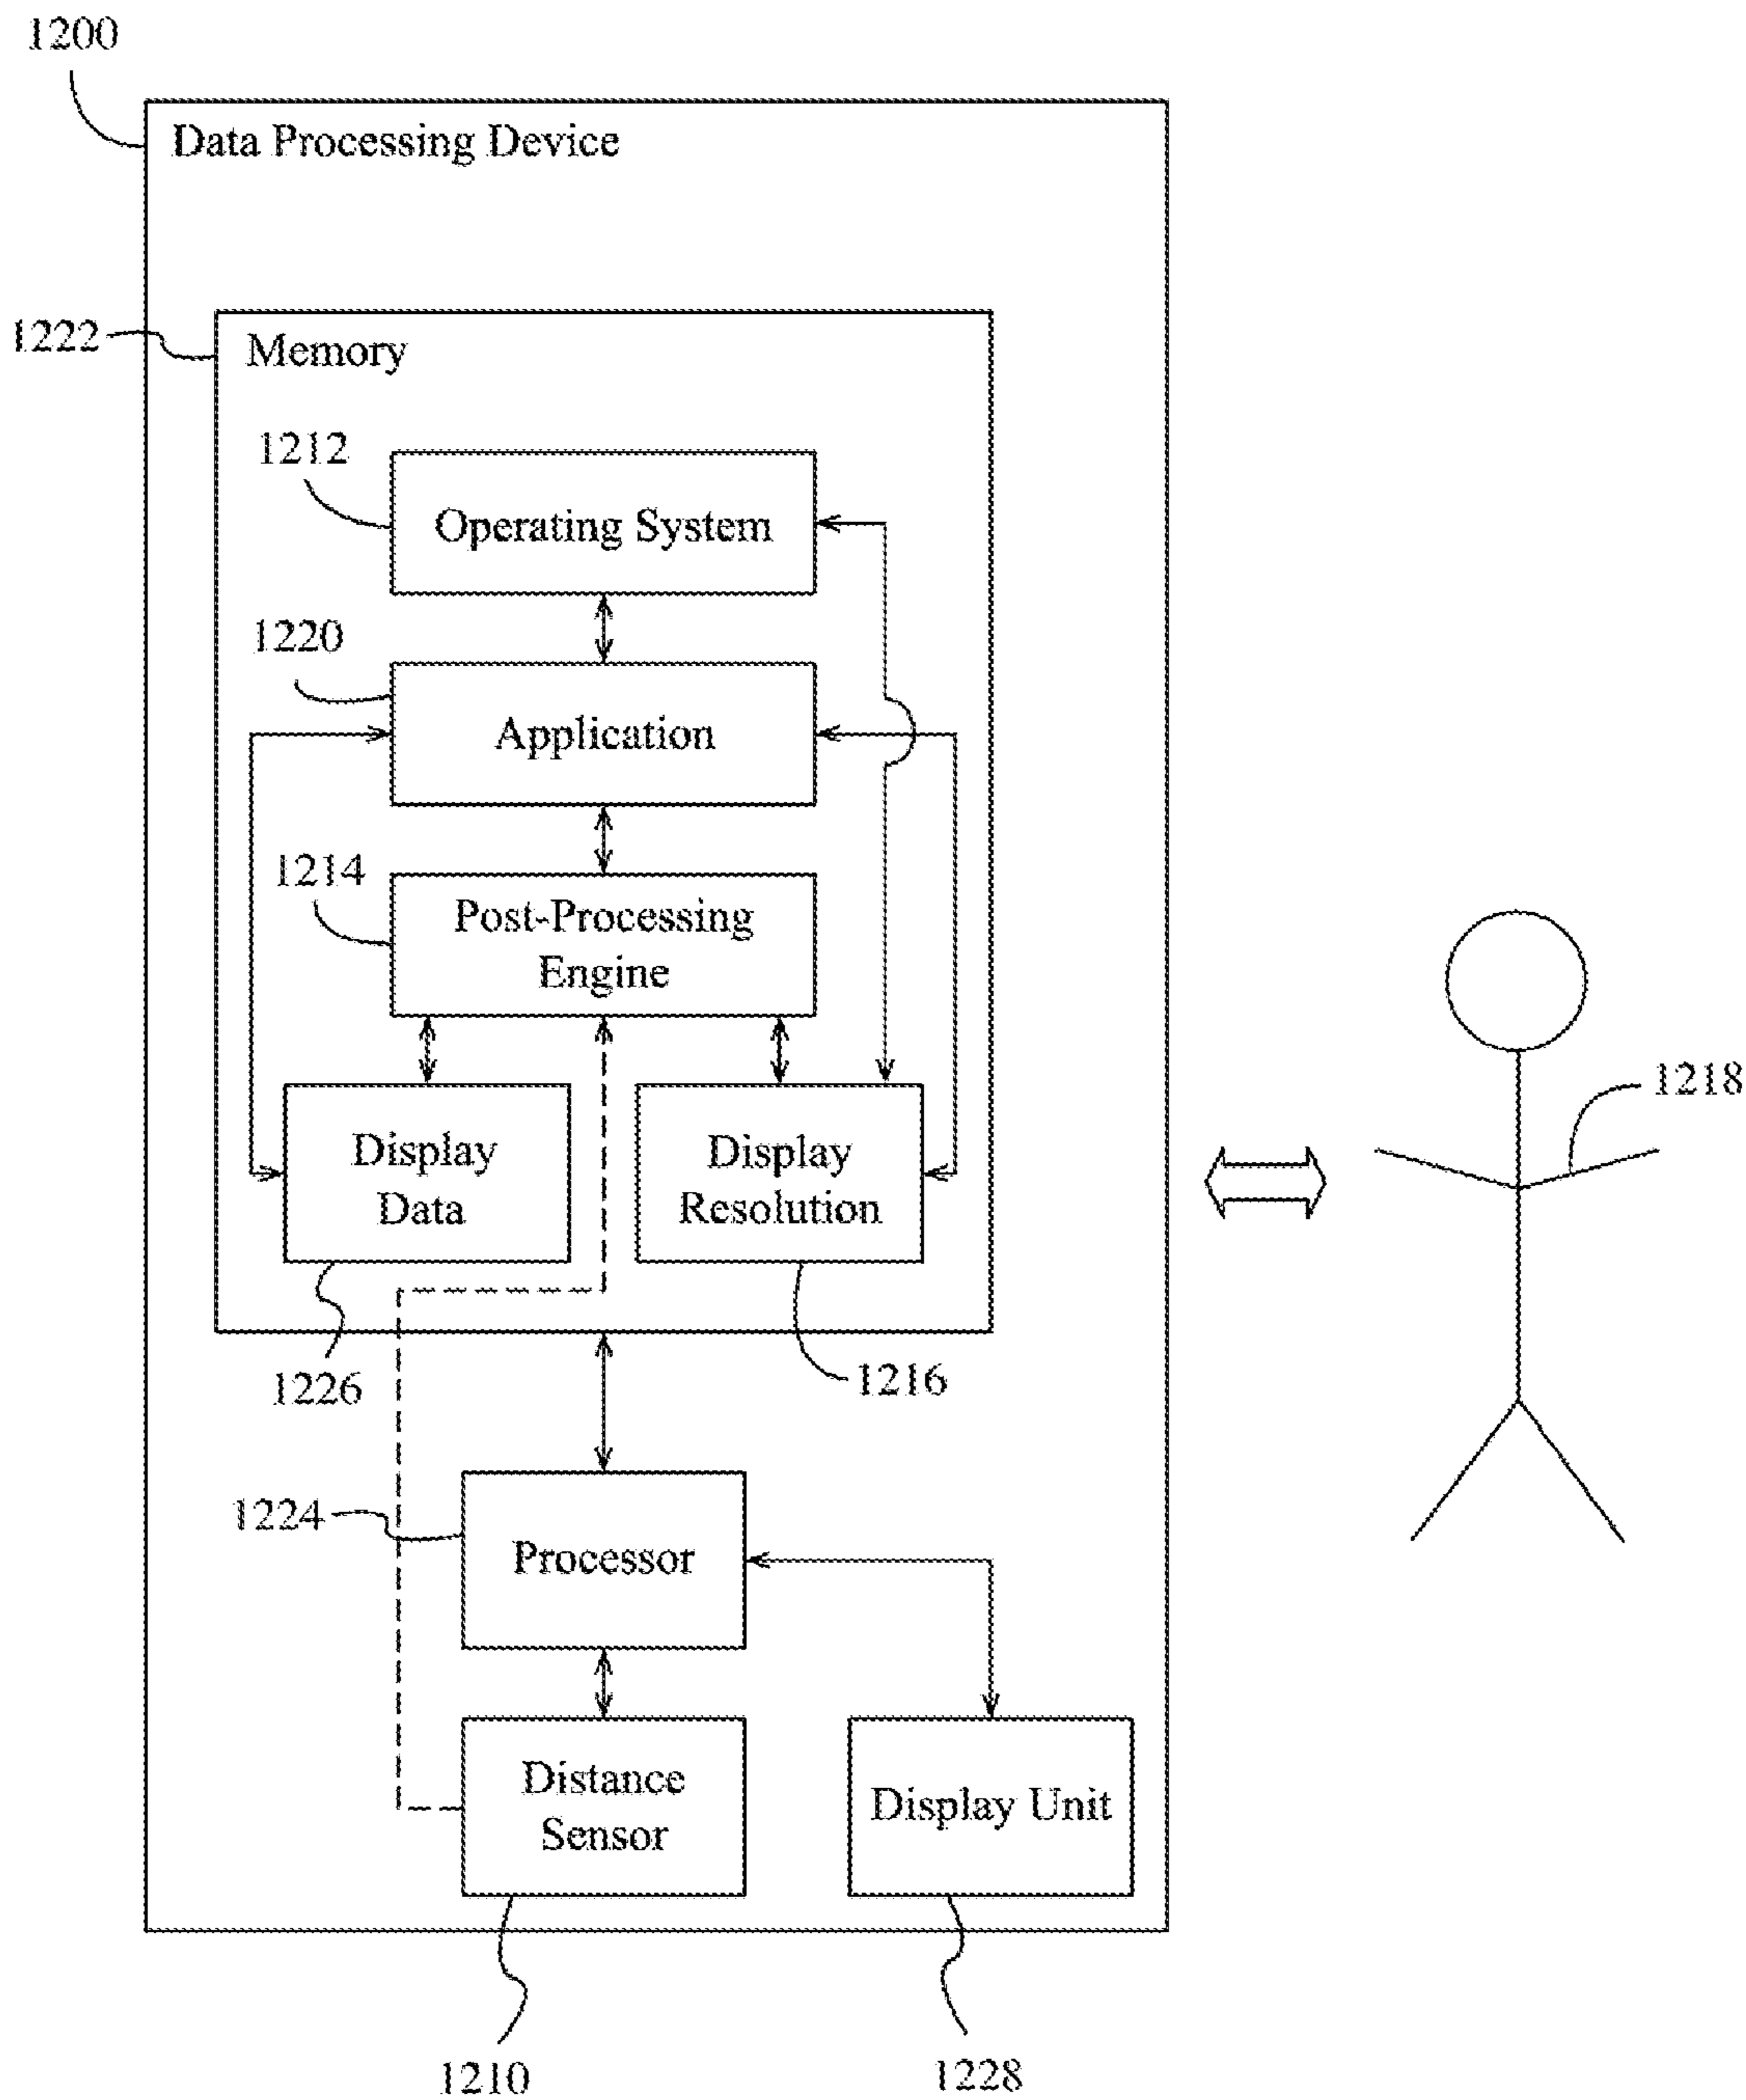 1200
Data Processing Device
1222
Memory
1212
Operating System
1220
Application
1214
Post-Processing
Engine
1218
Display
Data
Display
Resolution
1226
1216
1224
Processor
Distance
Sensor
Display Unit
1210
1228